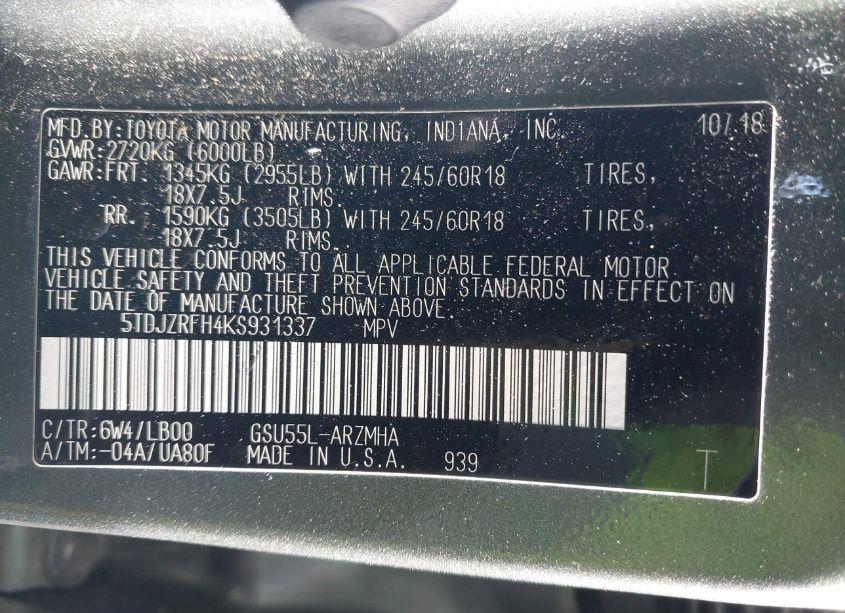 MFD.BY:TOYOTA MOTOR MANUFACTURING, INDIANA, INC. 10/18
GVWR:2720KG (6000LB)
GAWR:FRT. 1345KG (2955LB) WITH 245/60R18 TIRES,
18X7.5J RIMS.
RR. 1590KG (3505LB) WITH 245/60R18 TIRES,
18X7.5J RIMS.
THIS VEHICLE CONFORMS TO ALL APPLICABLE FEDERAL MOTOR
VEHICLE SAFETY AND THEFT PREVENTION STANDARDS IN EFFECT ON
THE DATE OF MANUFACTURE SHOWN ABOVE.
5TDJZRFH4KS931337 MPV
C/TR:6W4/LB00 GSU55L-ARZMHA
A/TM:-04A/UA80F MADE IN U.S.A. 939 T